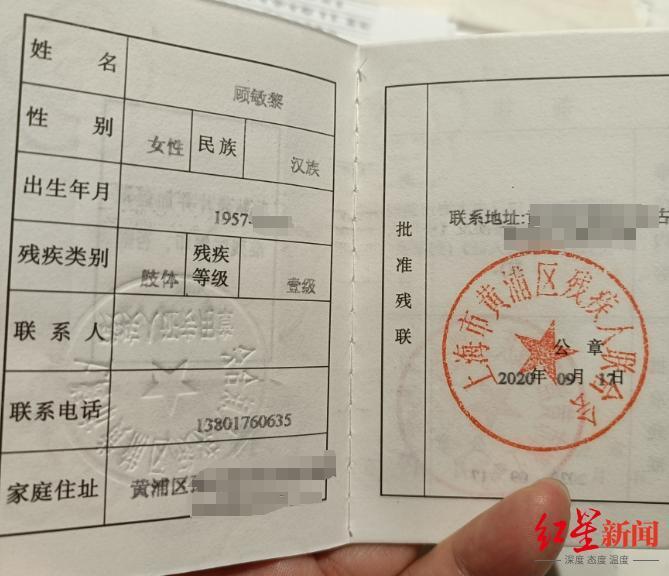 姓名
顾敏黎
性别
女性
民族
汉族
出生年月
1957-
残疾类别
肢体
残疾
等级
壹级
联系人
联系电话
13801760635
家庭住址
黄浦区
批准残联
联系地址:
上海市黄浦区残疾人联合会
公章
2020年 09月 17日
红星新闻
深度 态度 温度